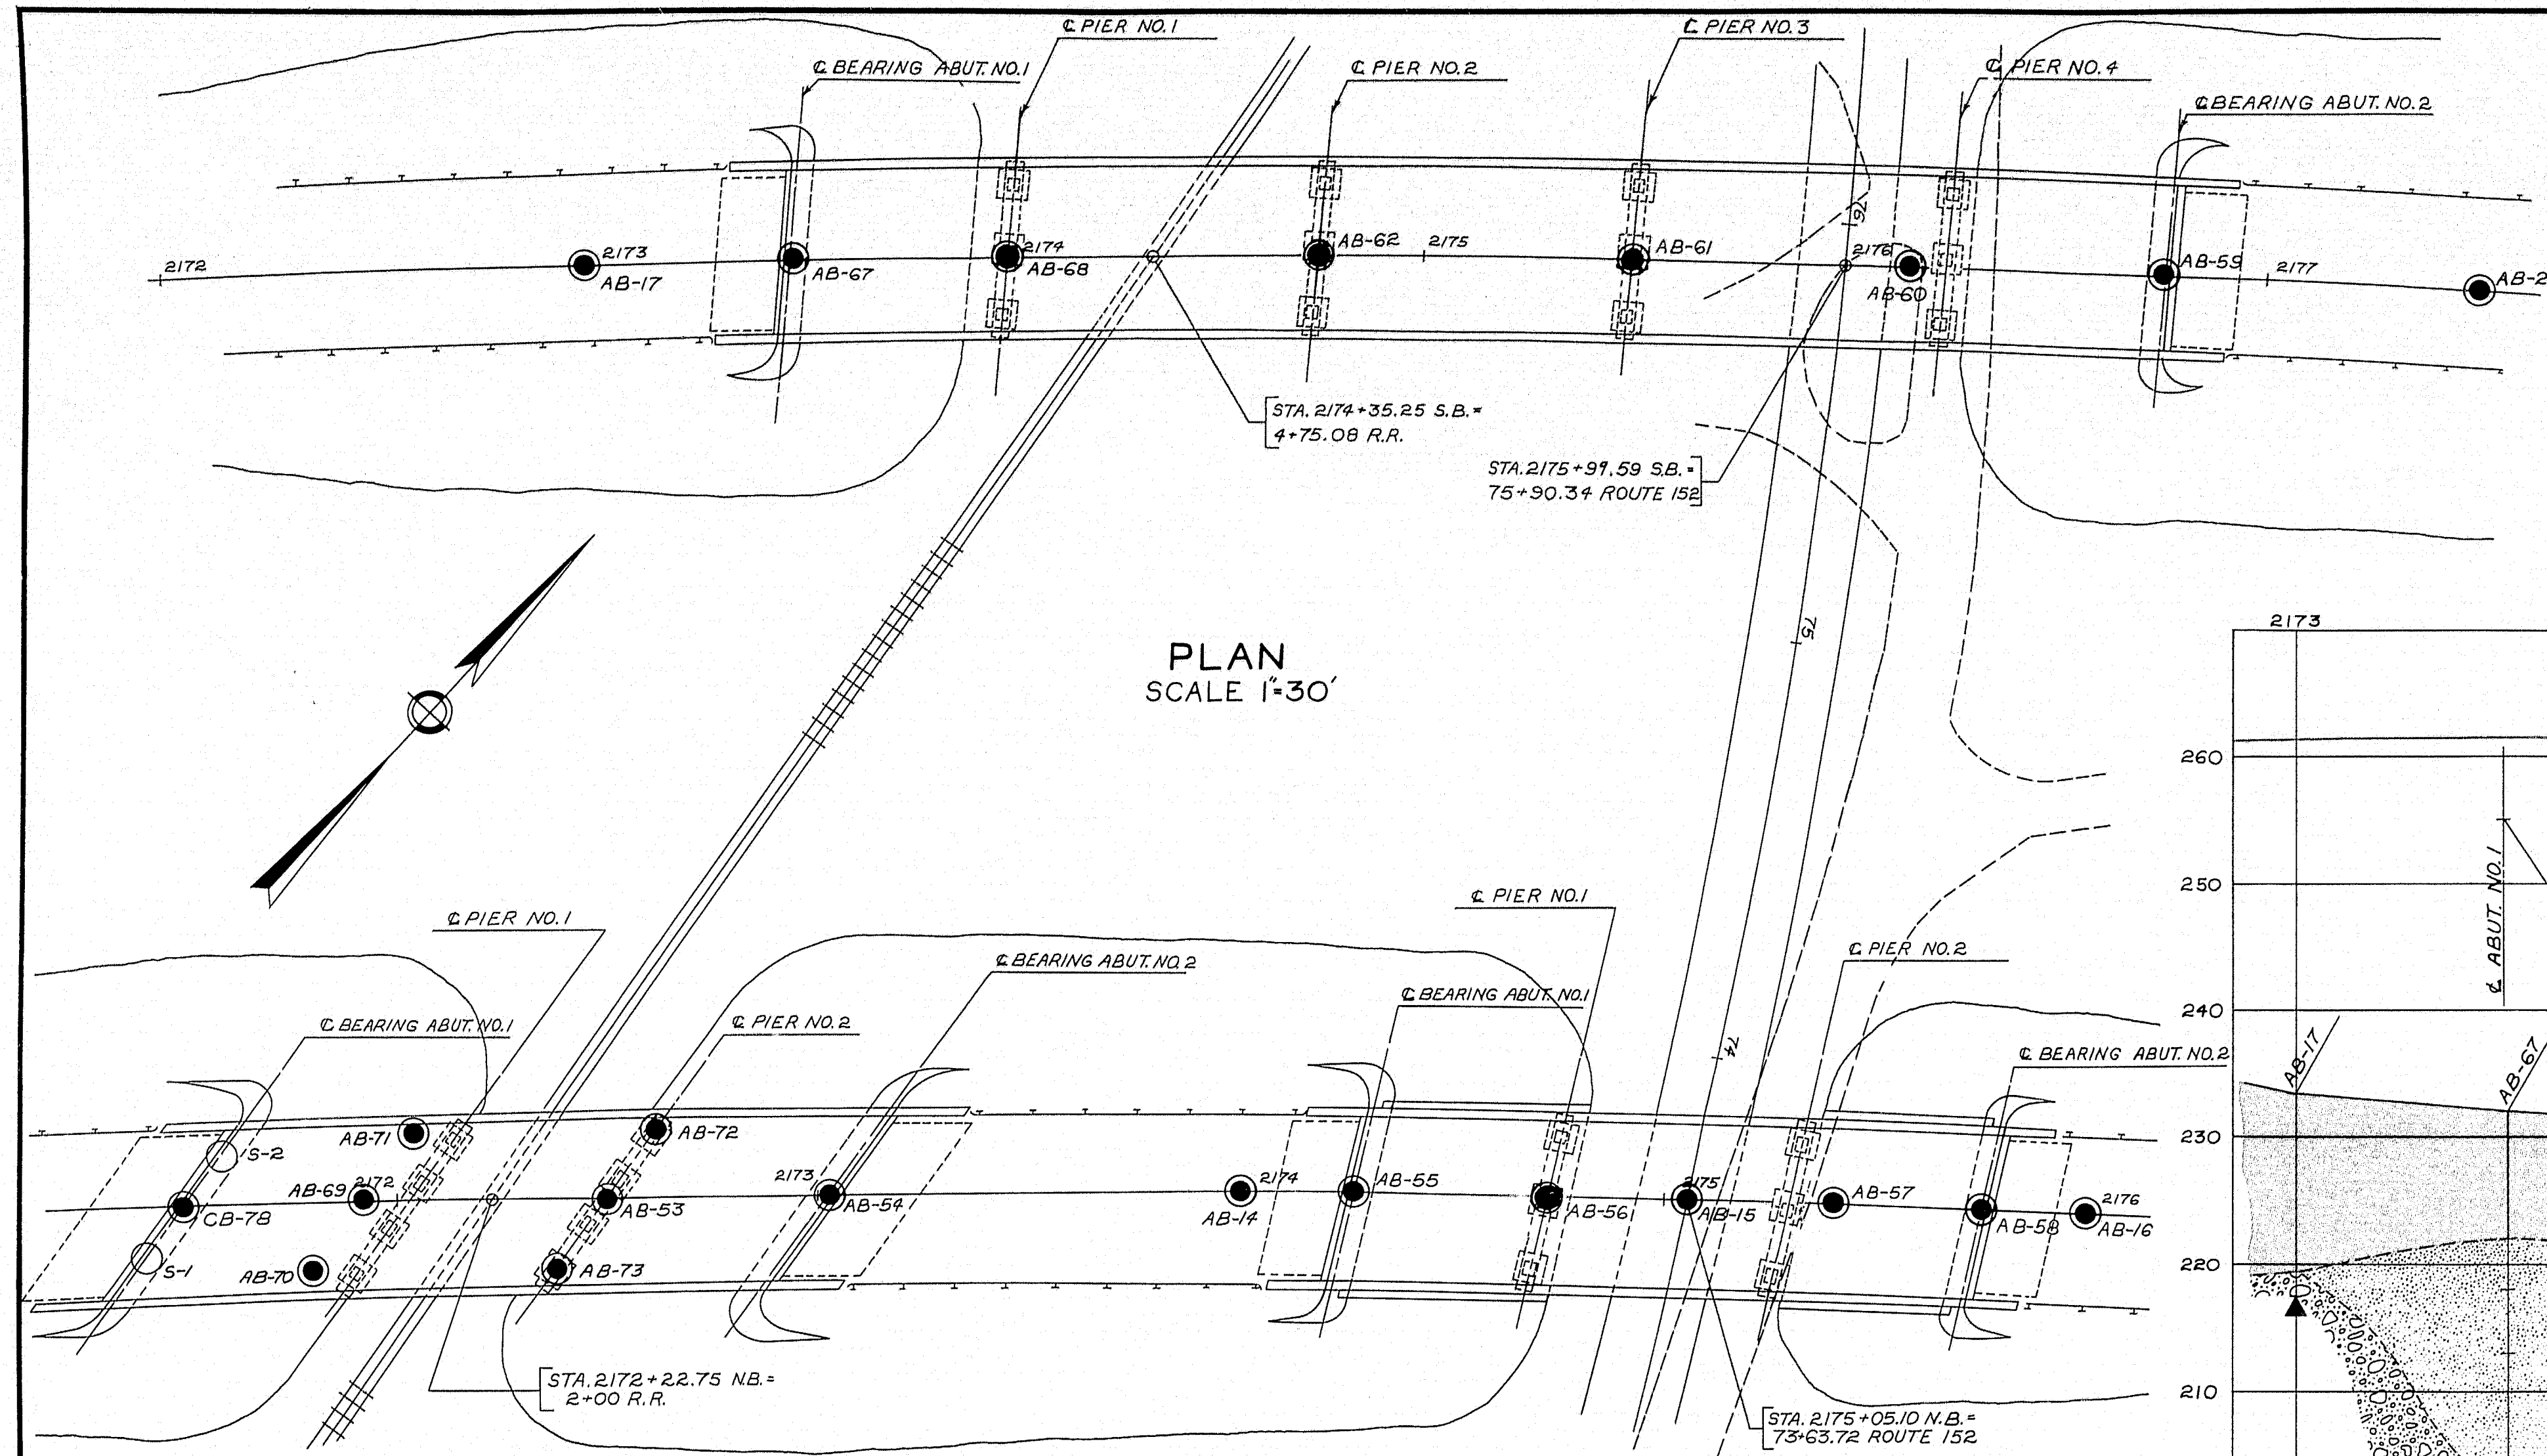 ℄ PIER NO. 1
℄ PIER NO. 3
℄ BEARING ABUT. NO. 1
℄ PIER NO. 2
℄ PIER NO. 4
℄ BEARING ABUT. NO. 2
2172
2173
AB-17
AB-67
2174
AB-68
AB-62
2175
AB-61
76
2176
AB-60
AB-59
2177
STA. 2174+35.25 S.B. =
4+75.08 R.R.
STA. 2175+99.59 S.B. =
75+90.34 ROUTE 152
75
PLAN
SCALE 1"=30'
74
℄ PIER NO. 1
℄ BEARING ABUT. NO. 1
℄ PIER NO. 2
℄ BEARING ABUT. NO. 2
℄ PIER NO. 1
℄ BEARING ABUT. NO. 1
℄ PIER NO. 2
℄ BEARING ABUT. NO. 2
S-2
CB-78
S-1
AB-71
AB-69
2172
AB-70
AB-72
AB-53
AB-73
2173
AB-54
2174
AB-14
AB-55
AB-56
2175
AB-15
AB-57
AB-58
2176
AB-16
STA. 2172+22.75 N.B. =
2+00 R.R.
STA. 2175+05.10 N.B. =
73+63.72 ROUTE 152
2173
260
250
240
230
220
210
℄ ABUT. NO. 1
AB-17
AB-67